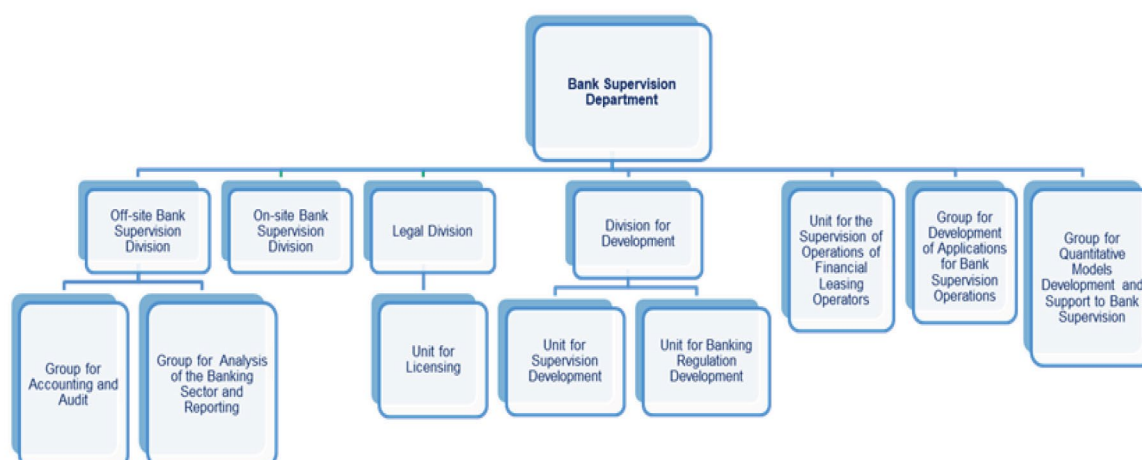 Bank Supervision
Department
Off-site Bank
Supervision
Division
On-site Bank
Supervision
Division
Legal Division
Division for
Development
Unit for the
Supervision of
Operations of
Financial
Leasing
Operators
Group for
Development
of Applications
for Bank
Supervision
Operations
Group for
Quantitative
Models
Development and
Support to Bank
Supervision
Group for
Accounting and
Audit
Group for Analysis
of the Banking
Sector and
Reporting
Unit for
Licensing
Unit for
Supervision
Development
Unit for Banking
Regulation
Development